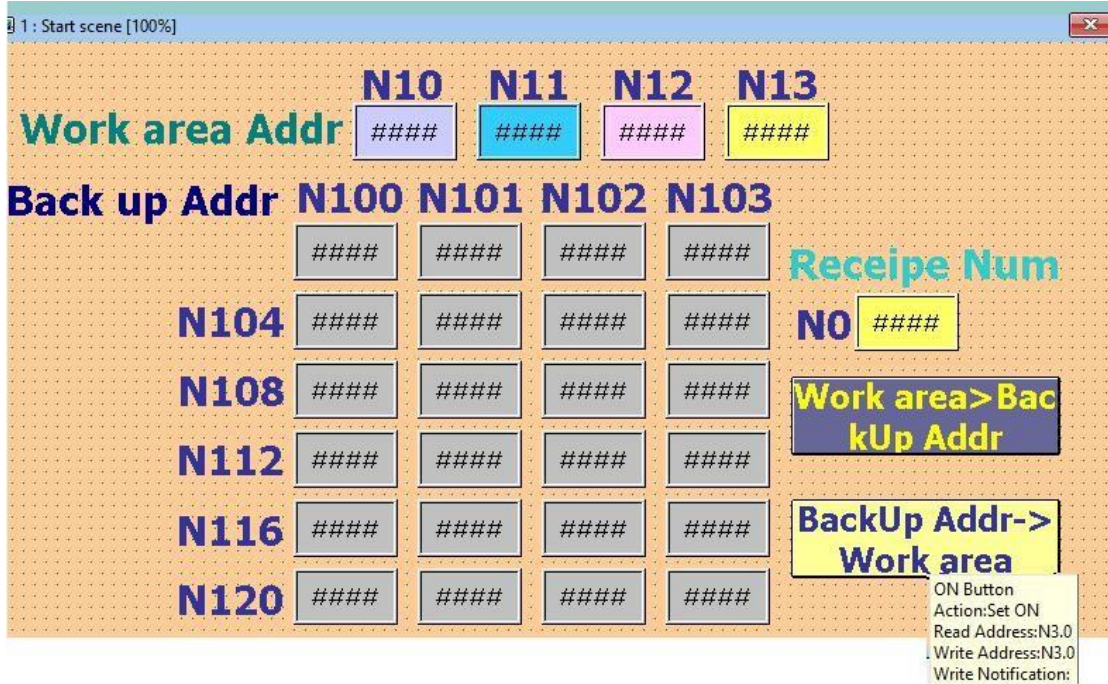 1 : Start scene [100%]
N10 N11 N12 N13
Work area Addr #### #### #### ####
Back up Addr N100 N101 N102 N103
#### #### #### ####
Receipe Num
N104 #### #### #### ####
N0 ####
N108 #### #### #### ####
Work area>Bac
kUp Addr
N112 #### #### #### ####
N116 #### #### #### ####
BackUp Addr->
Work area
N120 #### #### #### ####
ON Button
Action:Set ON
Read Address:N3.0
Write Address:N3.0
Write Notification: